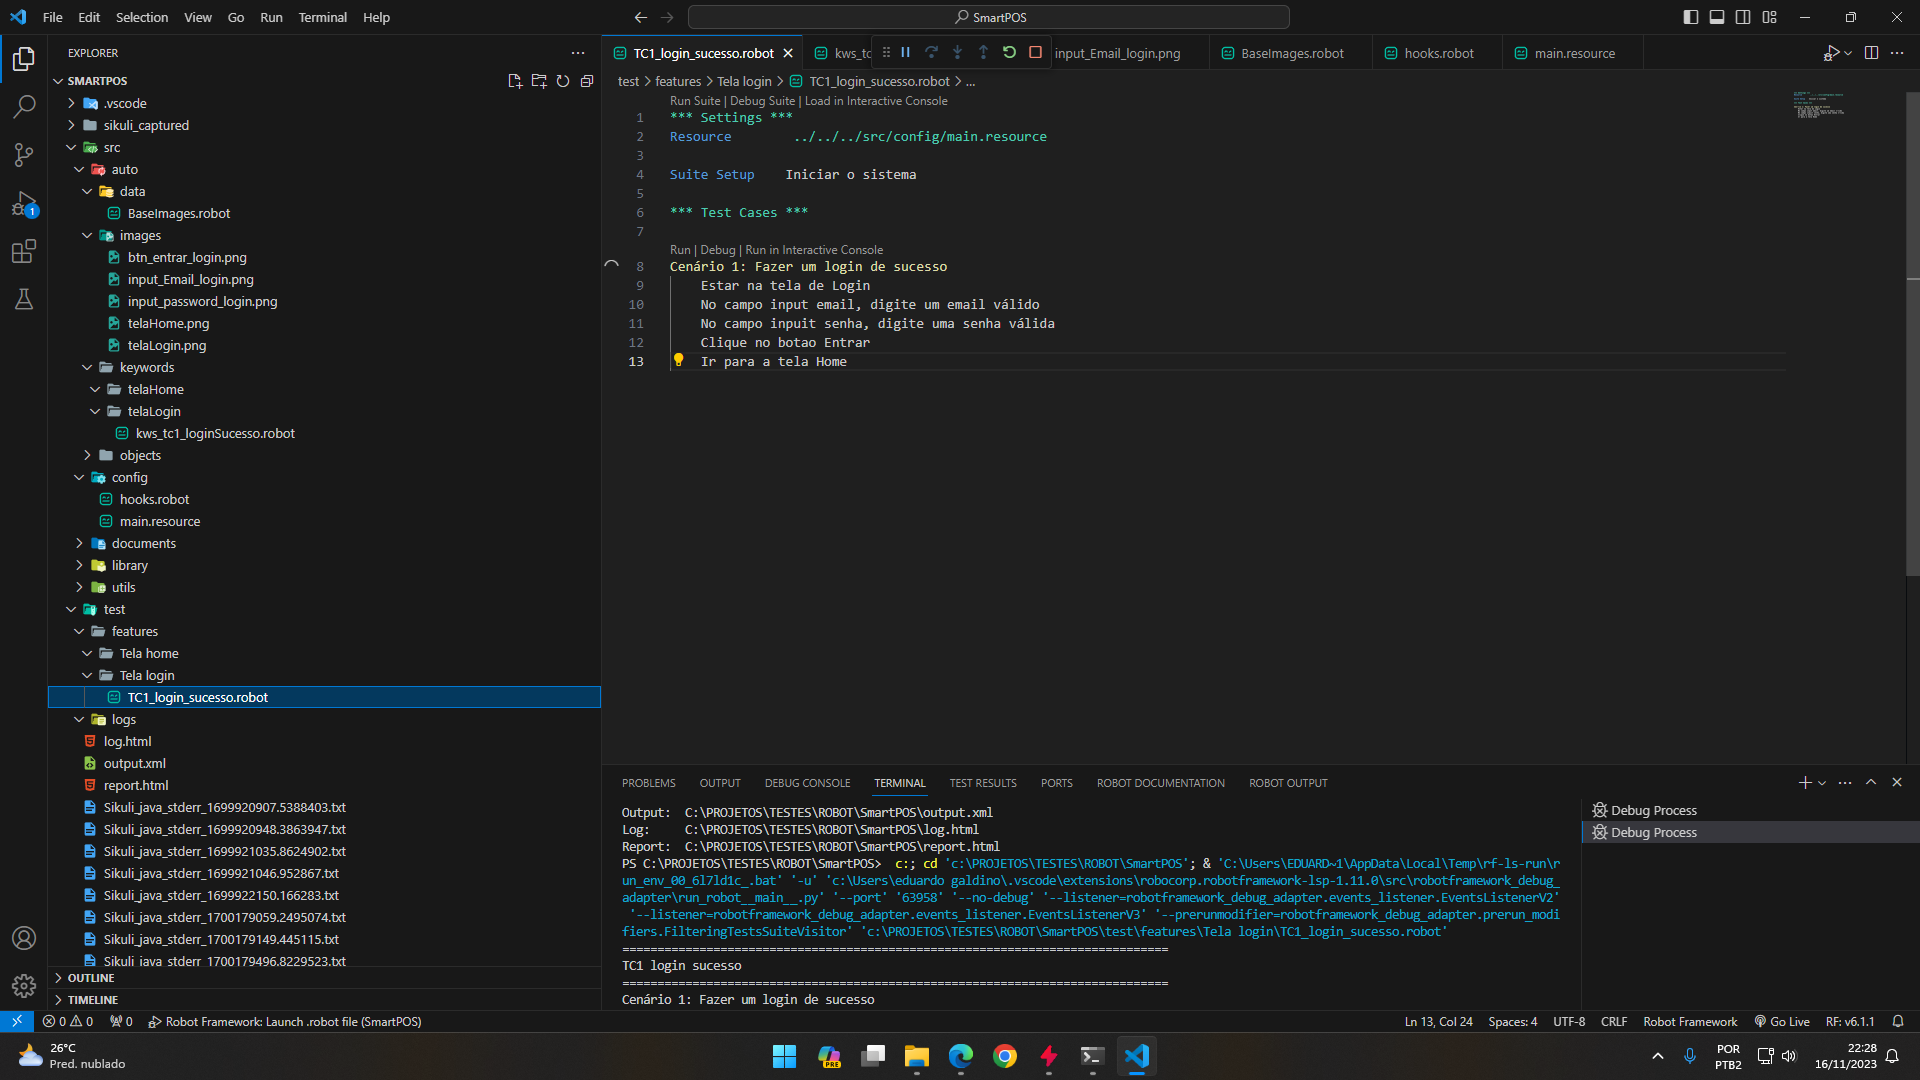 File Edit Selection View Go Run Terminal Help
SmartPOS
EXPLORER
SMARTPOS
.vscode
sikuli_captured
src
auto
data
BaseImages.robot
images
btn_entrar_login.png
input_Email_login.png
input_password_login.png
telaHome.png
telaLogin.png
keywords
telaHome
telaLogin
kws_tc1_loginSucesso.robot
objects
config
hooks.robot
main.resource
documents
library
utils
test
features
Tela home
Tela login
TC1_login_sucesso.robot
logs
log.html
output.xml
report.html
Sikuli_java_stderr_1699920907.5388403.txt
Sikuli_java_stderr_1699920948.3863947.txt
Sikuli_java_stderr_1699921035.8624902.txt
Sikuli_java_stderr_1699921046.952867.txt
Sikuli_java_stderr_1699922150.166283.txt
Sikuli_java_stderr_1700179059.2495074.txt
Sikuli_java_stderr_1700179149.445115.txt
Sikuli_java_stderr_1700179496.8229523.txt
OUTLINE
TIMELINE
1
TC1_login_sucesso.robot kws_tc input_Email_login.png BaseImages.robot hooks.robot main.resource
test > features > Tela login > TC1_login_sucesso.robot > ...
Run Suite | Debug Suite | Load in Interactive Console
1 *** Settings ***
2 Resource ../../../src/config/main.resource
3
4 Suite Setup Iniciar o sistema
5
6 *** Test Cases ***
7
Run | Debug | Run in Interactive Console
8 Cenário 1: Fazer um login de sucesso
9 Estar na tela de Login
10 No campo input email, digite um email válido
11 No campo inpuit senha, digite uma senha válida
12 Clique no botao Entrar
13 Ir para a tela Home
PROBLEMS OUTPUT DEBUG CONSOLE TERMINAL TEST RESULTS PORTS ROBOT DOCUMENTATION ROBOT OUTPUT
Output: C:\PROJETOS\TESTES\ROBOT\SmartPOS\output.xml
Log: C:\PROJETOS\TESTES\ROBOT\SmartPOS\log.html
Report: C:\PROJETOS\TESTES\ROBOT\SmartPOS\report.html
PS C:\PROJETOS\TESTES\ROBOT\SmartPOS> c:; cd 'c:\PROJETOS\TESTES\ROBOT\SmartPOS'; & 'C:\Users\EDUARD~1\AppData\Local\Temp\rf-ls-run\r
un_env_00_6l7ld1c_.bat' '-u' 'c:\Users\eduardo galdino\.vscode\extensions\robocorp.robotframework-lsp-1.11.0\src\robotframework_debug_
adapter\run_robot__main__.py' '--port' '63958' '--no-debug' '--listener=robotframework_debug_adapter.events_listener.EventsListenerV2'
'--listener=robotframework_debug_adapter.events_listener.EventsListenerV3' '--prerunmodifier=robotframework_debug_adapter.prerun_modi
fiers.FilteringTestsSuiteVisitor' 'c:\PROJETOS\TESTES\ROBOT\SmartPOS\test\features\Tela login\TC1_login_sucesso.robot'
==============================================================================
TC1 login sucesso
==============================================================================
Cenário 1: Fazer um login de sucesso
Debug Process
Debug Process
0 0 0 Robot Framework: Launch .robot file (SmartPOS)
Ln 13, Col 24 Spaces: 4 UTF-8 CRLF Robot Framework Go Live RF: v6.1.1
26°C
Pred. nublado
PRE
POR
PTB2
22:28
16/11/2023